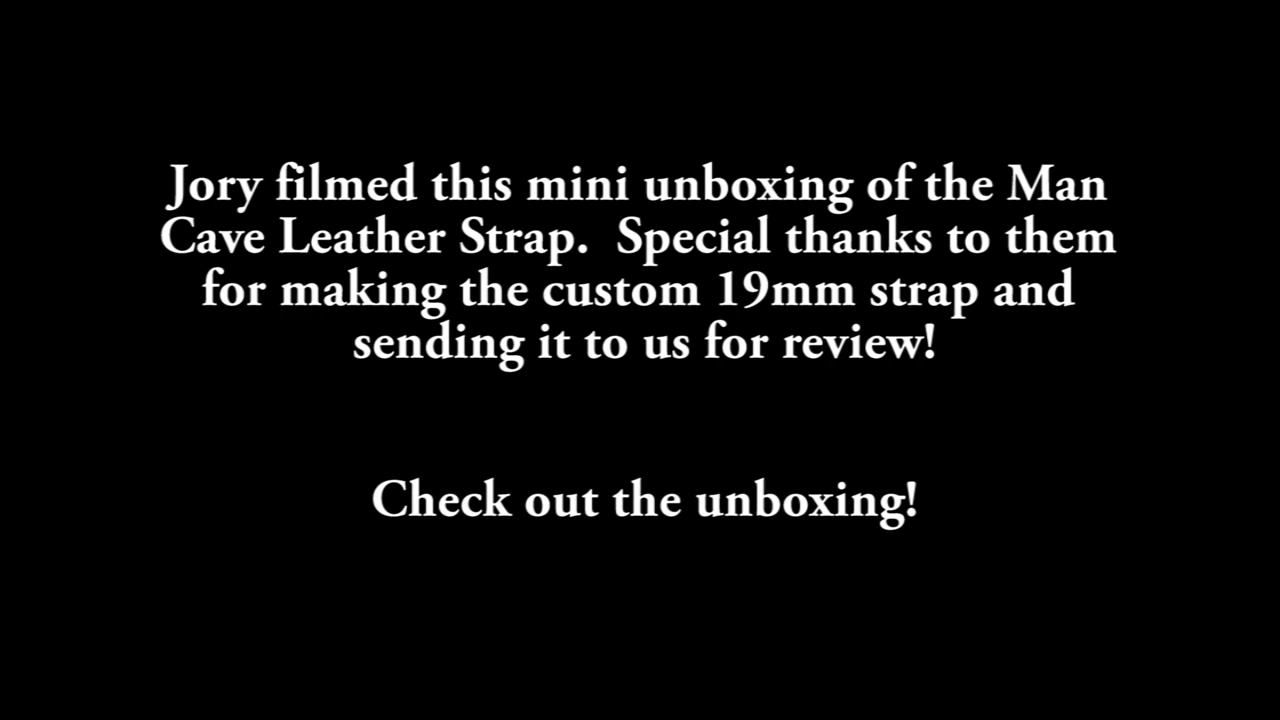 Jory filmed this mini unboxing of the Man
Cave Leather Strap.  Special thanks to them
for making the custom 19mm strap and
sending it to us for review!
Check out the unboxing!